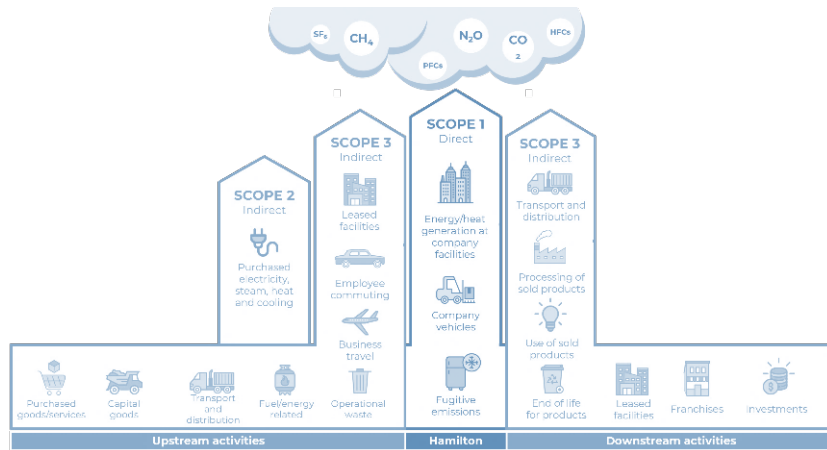 SF6
CH4
N2O
CO
2
HFCs
PFCs
SCOPE 2
Indirect
Purchased
electricity,
steam, heat
and cooling
SCOPE 3
Indirect
Leased
facilities
Employee
commuting
Business
travel
Operational
waste
SCOPE 1
Direct
Energy/heat
generation at
company
facilities
Company
vehicles
Fugitive
emissions
SCOPE 3
Indirect
Transport and
distribution
Processing of
sold products
Use of sold
products
End of life
for products
Purchased
goods/services
Capital
goods
Transport
and
distribution
Fuel/energy
related
Leased
facilities
Franchises
Investments
Upstream activities
Hamilton
Downstream activities